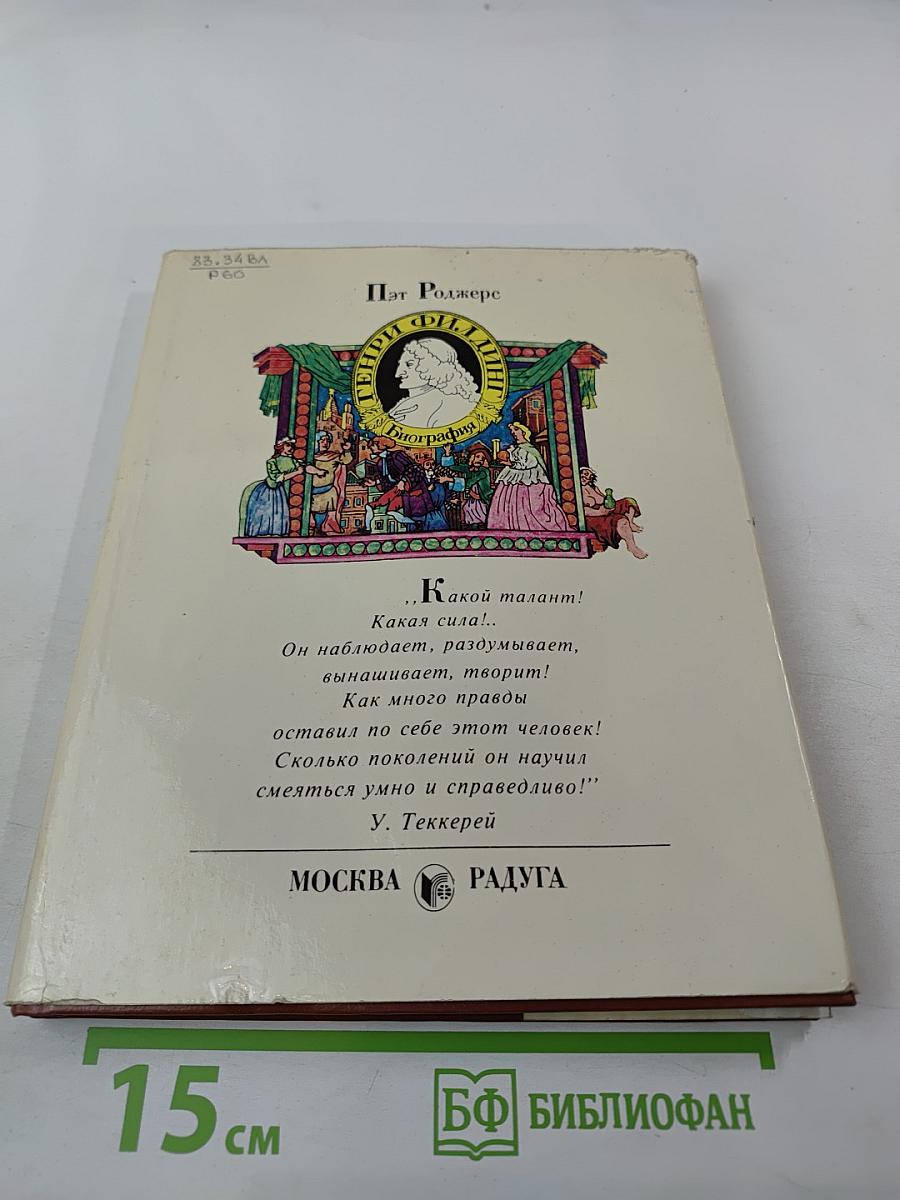 83.34ВЛ
Р60
Пэт Роджерс
ГЕНРИ ФИЛДИНГ
Биография
,,Какой талант!
Какая сила!..
Он наблюдает, раздумывает,
вынашивает, творит!
Как много правды
оставил по себе этот человек!
Сколько поколений он научил
смеяться умно и справедливо!”
У. Теккерей
МОСКВА РАДУГА
15 см
БФ БИБЛИОФАН